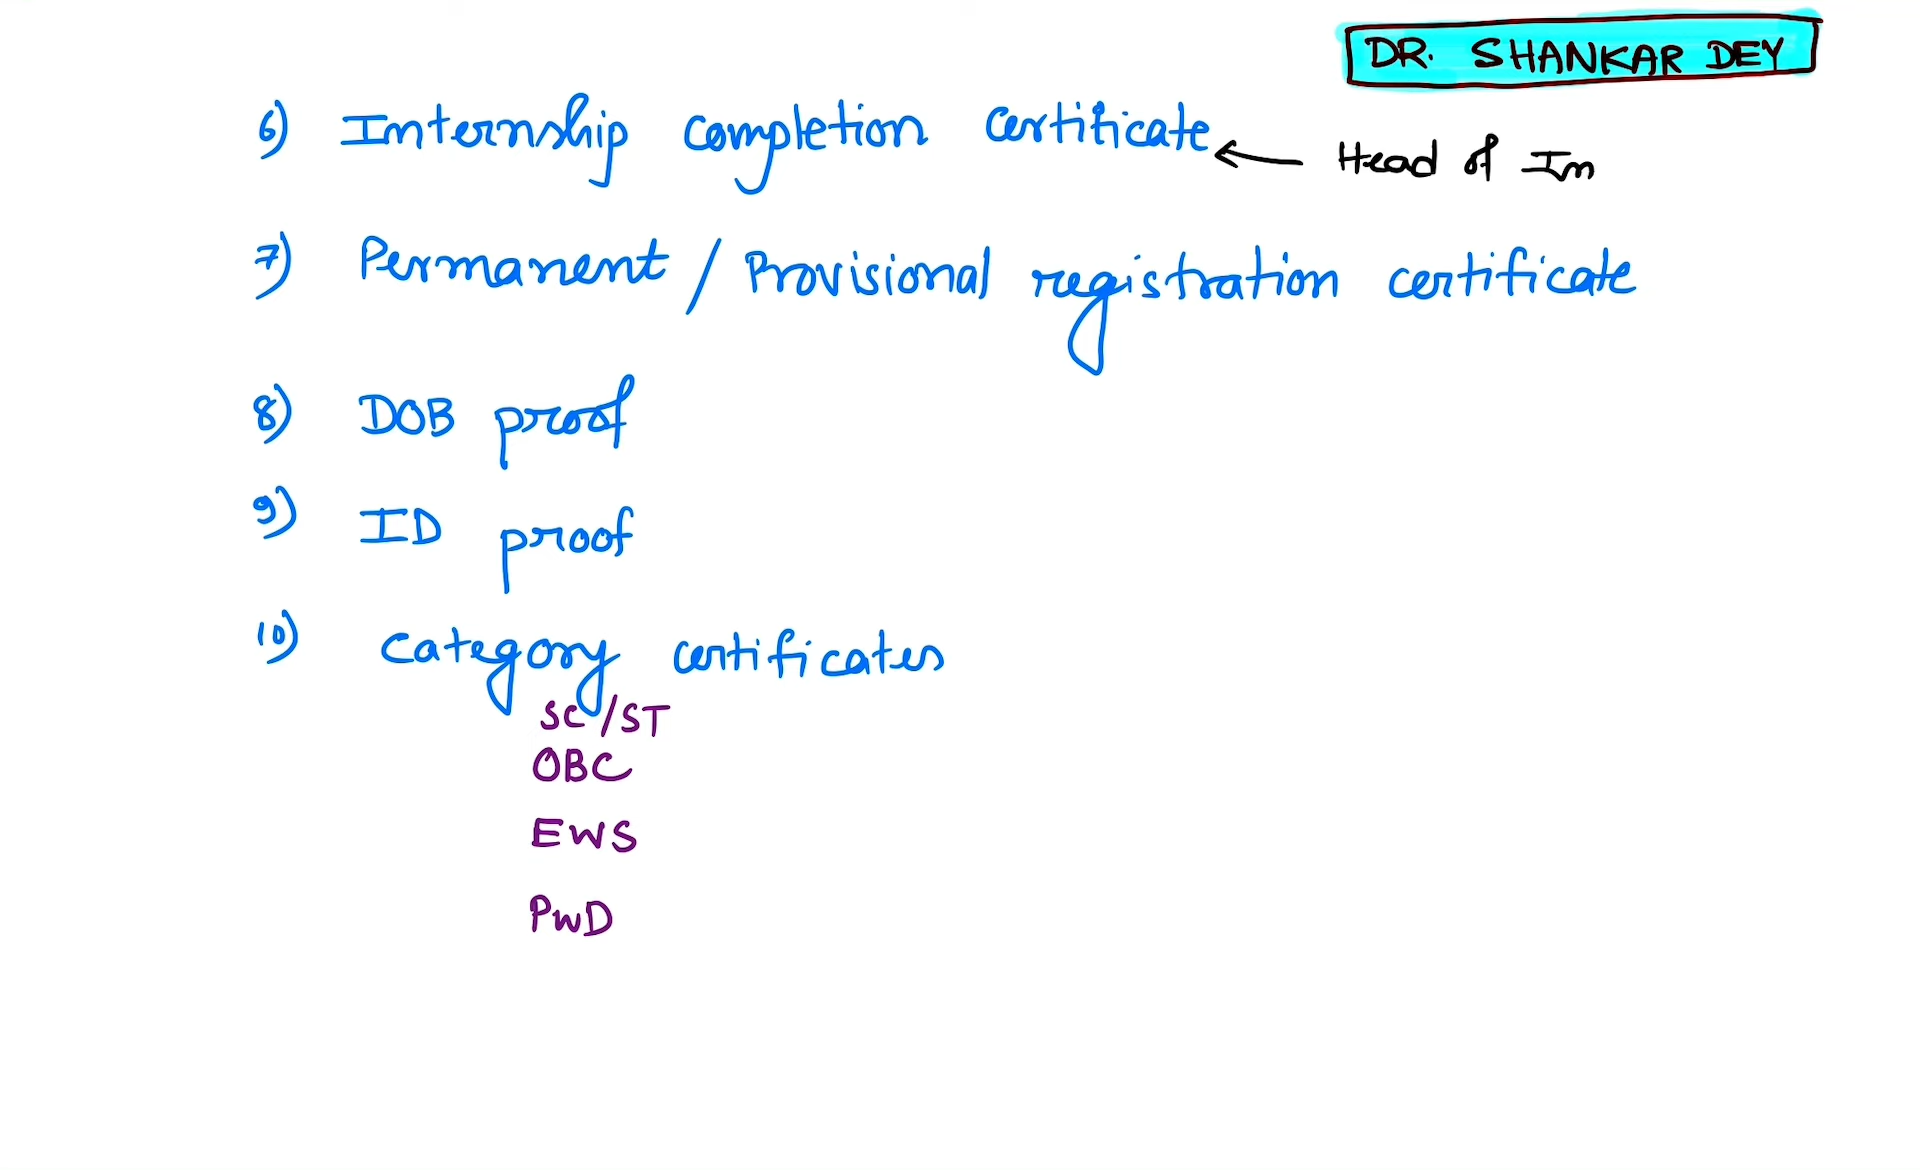 DR. SHANKAR DEY
6) Internship completion certificate ← Head of In
7) Permanent / Provisional registration certificate
8) DOB proof
9) ID proof
10) Category certificates
SC/ST
OBC
EWS
PWD